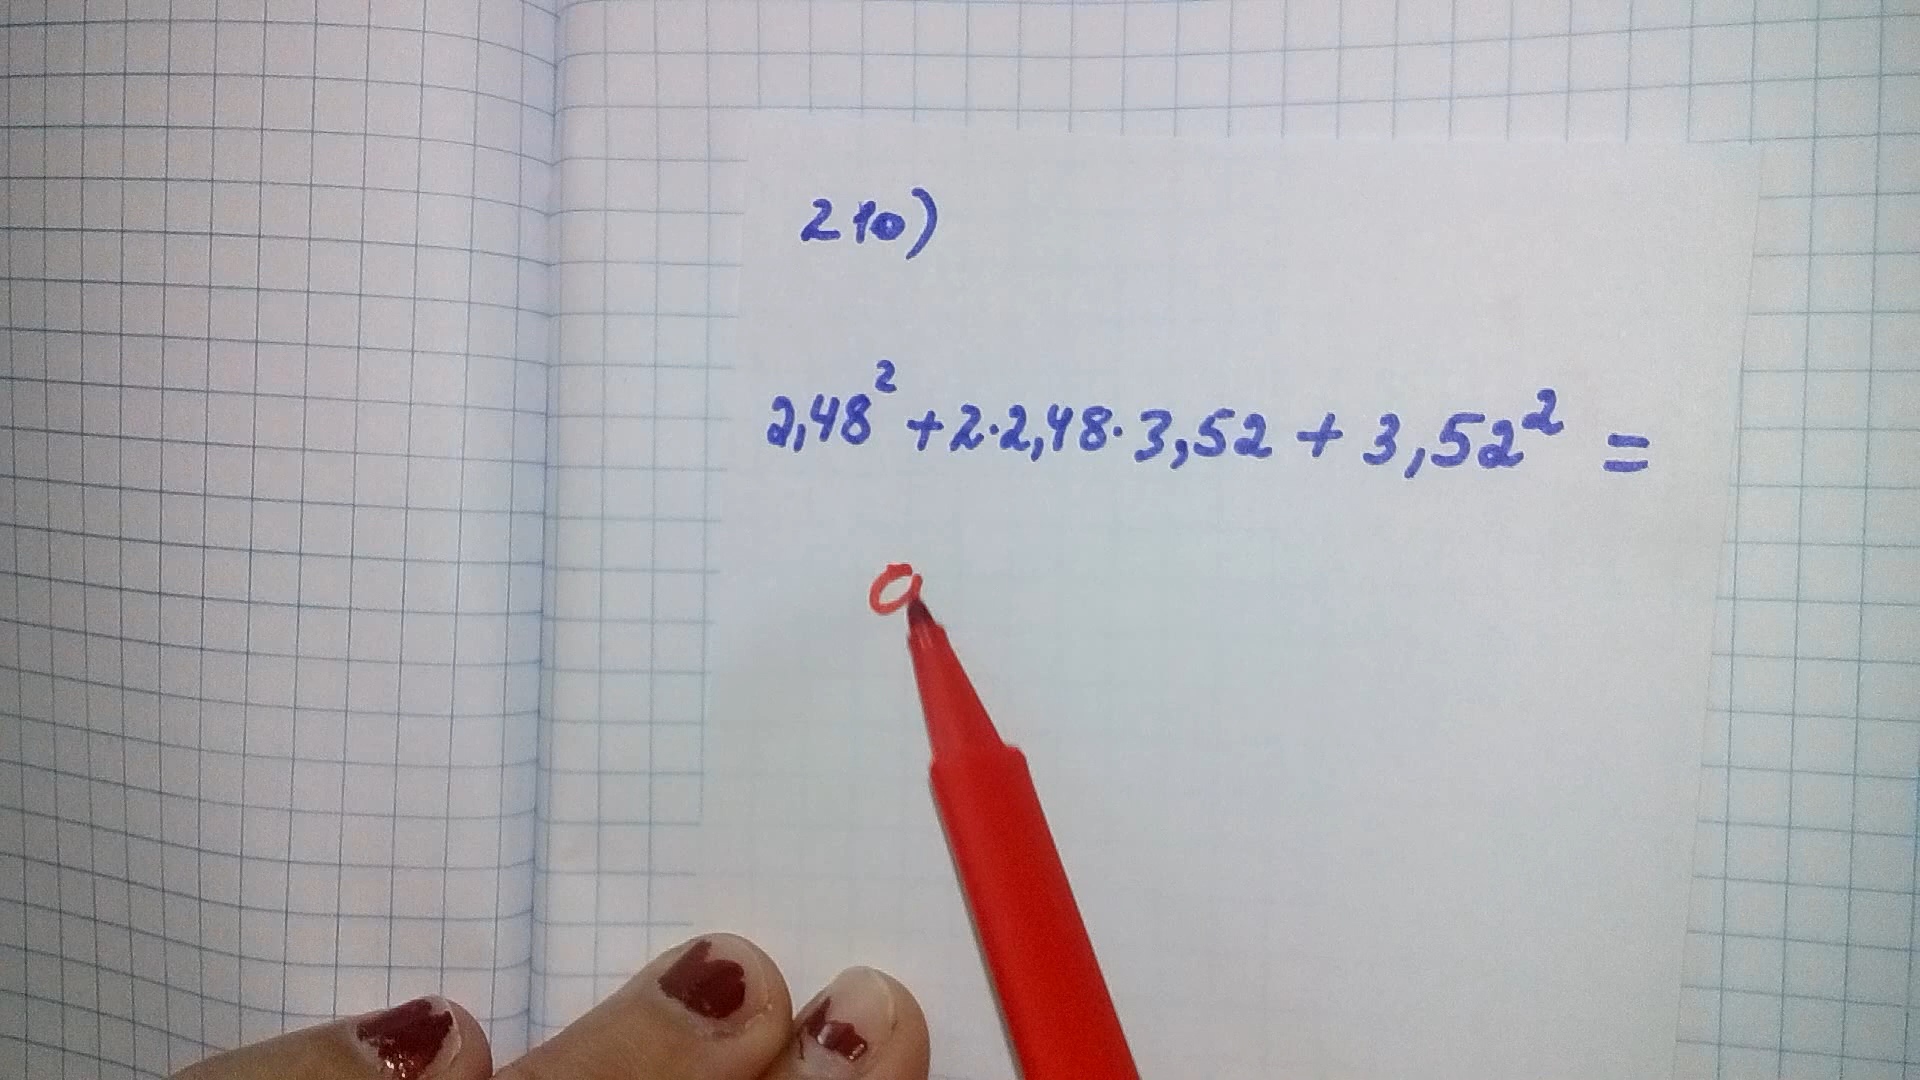 210)
2,48² + 2·2,48·3,52 + 3,52² =
a